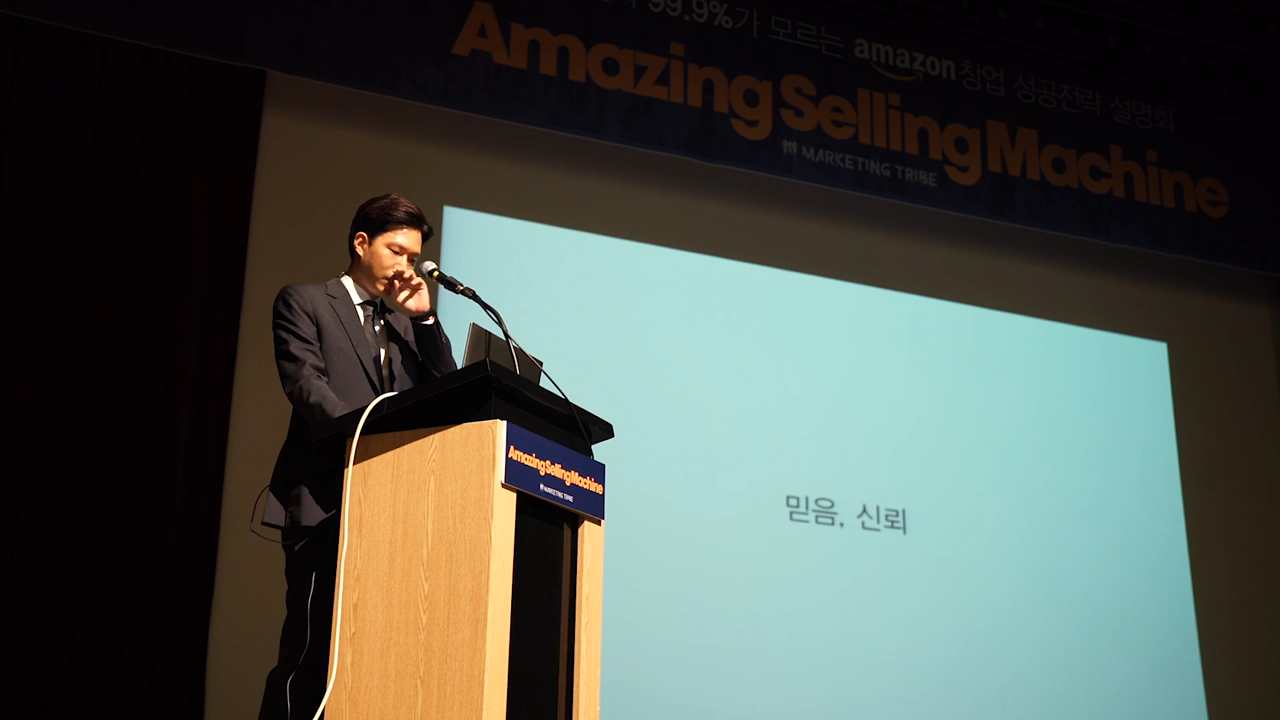 99.9%가 모르는 amazon 창업 성공전략 설명회
Amazing Selling Machine
MARKETING TRIBE
Amazing Selling Machine
MARKETING TRIBE
믿음, 신뢰